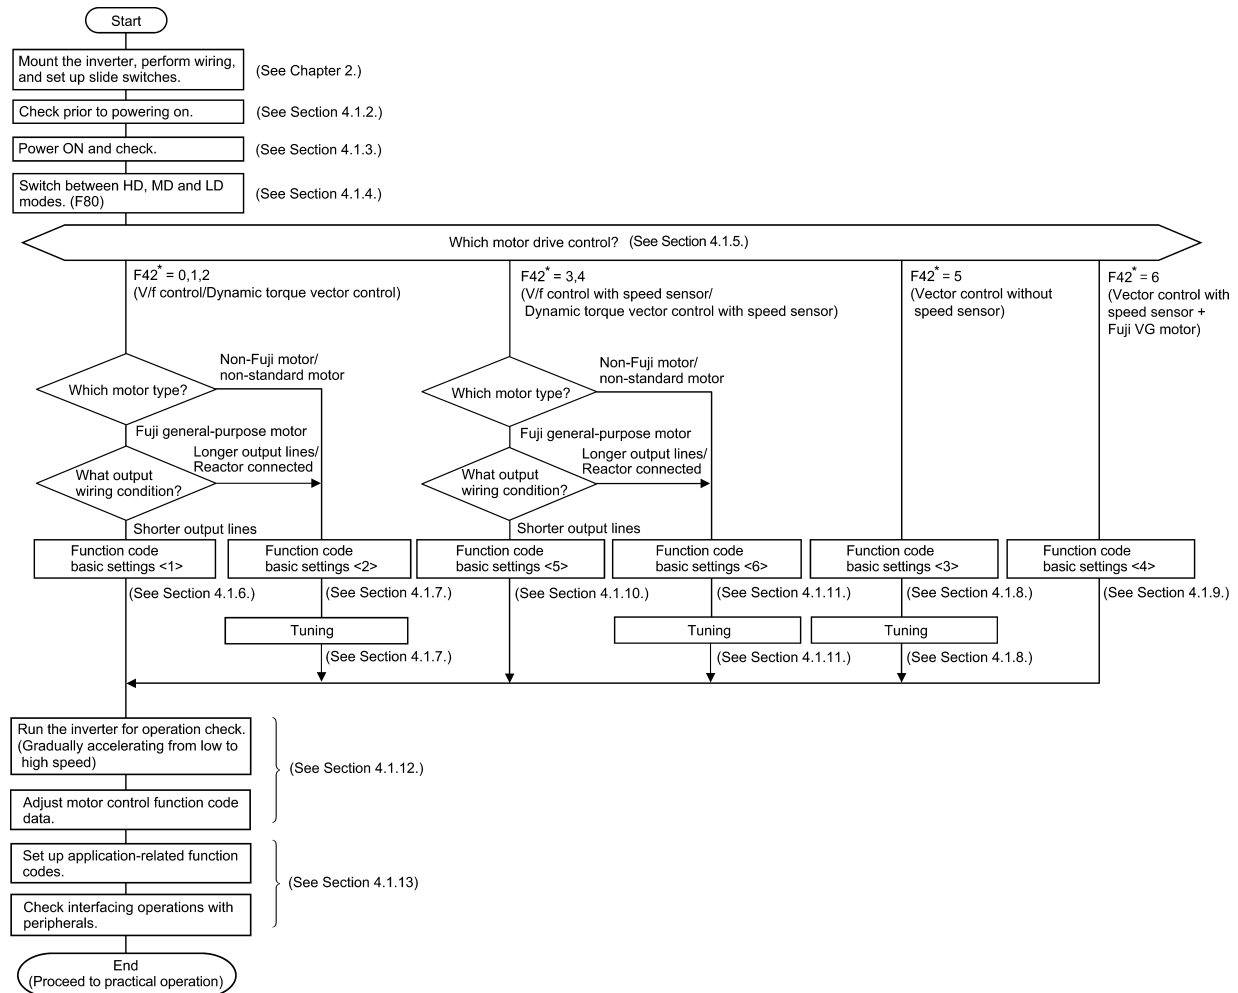 Start
Mount the inverter, perform wiring,
and set up slide switches.
(See Chapter 2.)
Check prior to powering on.
(See Section 4.1.2.)
Power ON and check.
(See Section 4.1.3.)
Switch between HD, MD and LD
modes. (F80)
(See Section 4.1.4.)
Which motor drive control? (See Section 4.1.5.)
F42* = 0,1,2
(V/f control/Dynamic torque vector control)
F42* = 3,4
(V/f control with speed sensor/
Dynamic torque vector control with speed sensor)
F42* = 5
(Vector control without
speed sensor)
F42* = 6
(Vector control with
speed sensor +
Fuji VG motor)
Which motor type?
Non-Fuji motor/
non-standard motor
Fuji general-purpose motor
What output
wiring condition?
Longer output lines/
Reactor connected
Shorter output lines
Which motor type?
Non-Fuji motor/
non-standard motor
Fuji general-purpose motor
What output
wiring condition?
Longer output lines/
Reactor connected
Shorter output lines
Function code
basic settings <1>
(See Section 4.1.6.)
Function code
basic settings <2>
(See Section 4.1.7.)
Function code
basic settings <5>
(See Section 4.1.10.)
Function code
basic settings <6>
(See Section 4.1.11.)
Function code
basic settings <3>
(See Section 4.1.8.)
Function code
basic settings <4>
(See Section 4.1.9.)
Tuning
(See Section 4.1.7.)
Tuning
(See Section 4.1.11.)
Tuning
(See Section 4.1.8.)
Run the inverter for operation check.
(Gradually accelerating from low to
high speed)
Adjust motor control function code
data.
(See Section 4.1.12.)
Set up application-related function
codes.
Check interfacing operations with
peripherals.
(See Section 4.1.13)
End
(Proceed to practical operation)